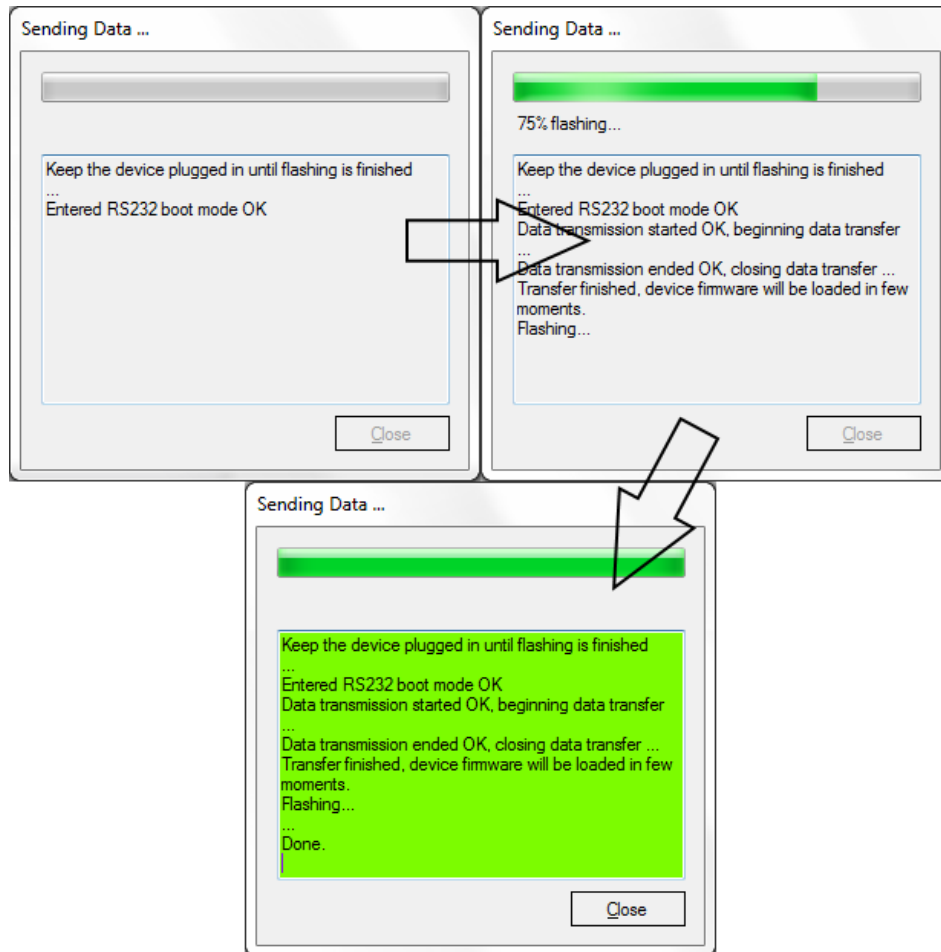 Sending Data ...
Keep the device plugged in until flashing is finished
...
Entered RS232 boot mode OK
Close
Sending Data ...
75% flashing...
Keep the device plugged in until flashing is finished
...
Entered RS232 boot mode OK
Data transmission started OK, beginning data transfer
...
Data transmission ended OK, closing data transfer ...
Transfer finished, device firmware will be loaded in few
moments.
Flashing...
Close
Sending Data ...
Keep the device plugged in until flashing is finished
...
Entered RS232 boot mode OK
Data transmission started OK, beginning data transfer
...
Data transmission ended OK, closing data transfer ...
Transfer finished, device firmware will be loaded in few
moments.
Flashing...
...
Done.
Close